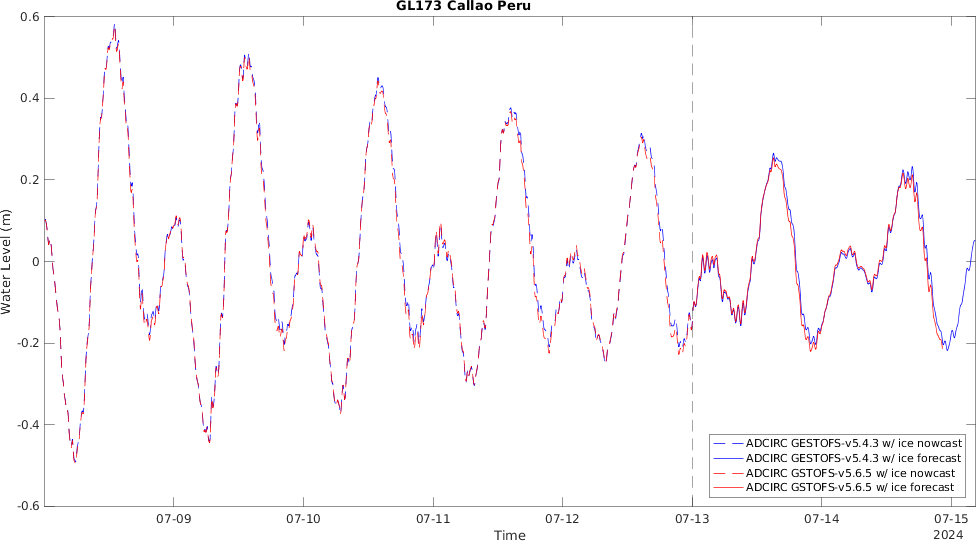 GL173 Callao Peru
0.6
0.4
0.2
0
-0.2
-0.4
-0.6
Water Level (m)
07-09
07-10
07-11
07-12
07-13
07-14
07-15
Time
2024
ADCIRC GESTOFS-v5.4.3 w/ ice nowcast
ADCIRC GESTOFS-v5.4.3 w/ ice forecast
ADCIRC GSTOFS-v5.6.5 w/ ice nowcast
ADCIRC GSTOFS-v5.6.5 w/ ice forecast